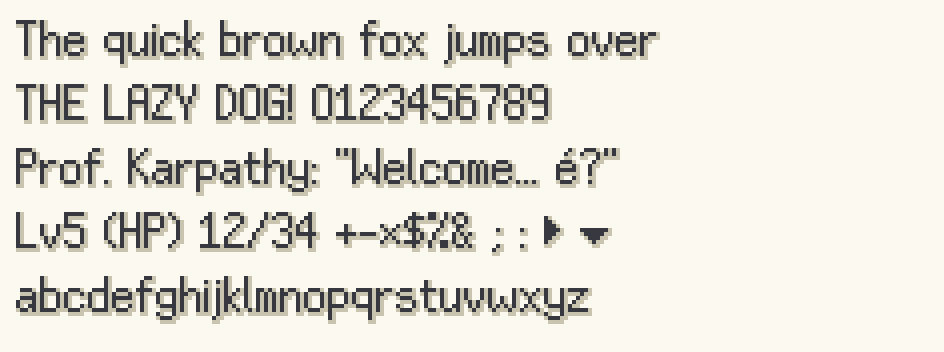 The quick brown fox jumps over
THE LAZY DOG! 0123456789
Prof. Karpathy: "Welcome... é?"
Lv5 (HP) 12/34 +-×$%& ; : ▶ ▼
abcdefghijklmnopqrstuvwxyz